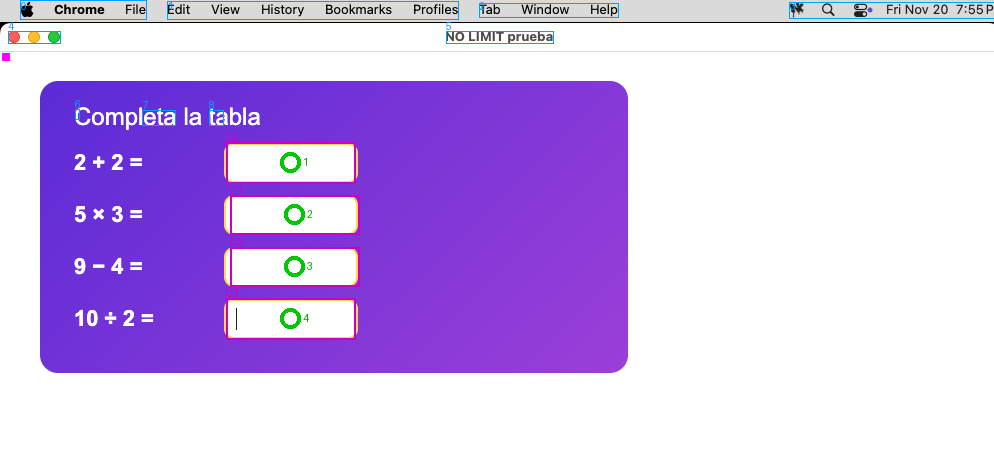 Chrome File Edit View History Bookmarks Profiles Tab Window Help Fri Nov 20 7:55 P
NO LIMIT prueba
Completa la tabla
2 + 2 = 1
5 × 3 = 2
9 − 4 = 3
10 ÷ 2 = 4